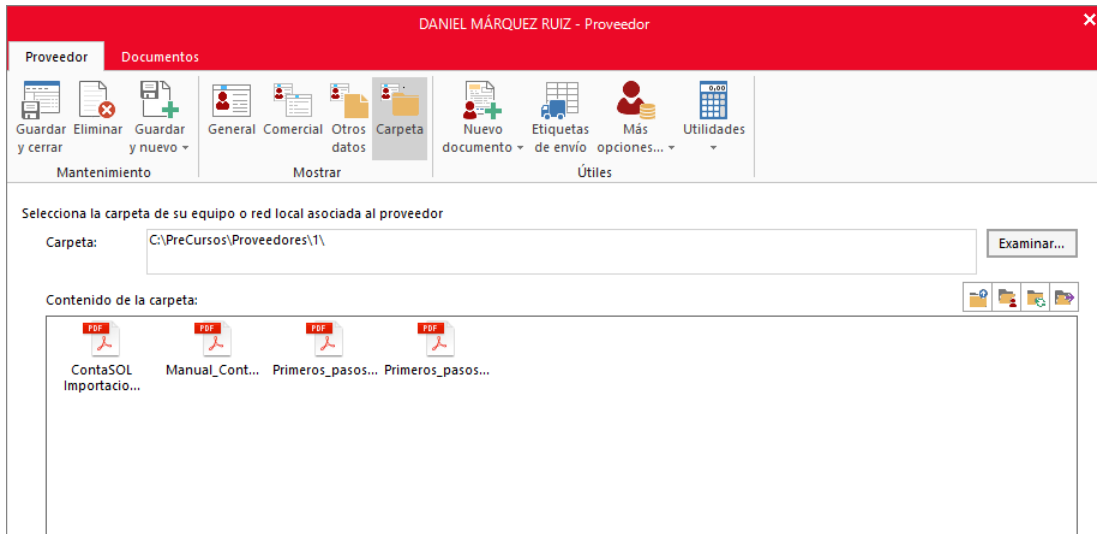 DANIEL MÁRQUEZ RUIZ - Proveedor
Proveedor Documentos
0,00
Guardar y cerrar
Eliminar
Guardar y nuevo
General
Comercial
Otros datos
Carpeta
Nuevo documento
Etiquetas de envío
Más opciones...
Utilidades
Mantenimiento
Mostrar
Útiles
Selecciona la carpeta de su equipo o red local asociada al proveedor
Carpeta: C:\PreCursos\Proveedores\1\ Examinar...
Contenido de la carpeta:
PDF PDF PDF PDF
ContaSOL Importacio...
Manual_Cont...
Primeros_pasos...
Primeros_pasos...